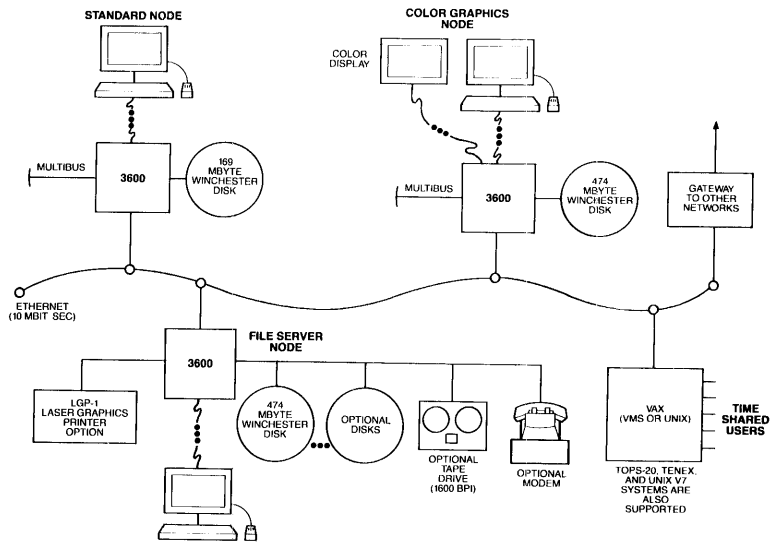 STANDARD NODE
COLOR GRAPHICS
NODE
COLOR
DISPLAY
MULTIBUS
3600
169
MBYTE
WINCHESTER
DISK
MULTIBUS
3600
474
MBYTE
WINCHESTER
DISK
GATEWAY
TO OTHER
NETWORKS
ETHERNET
(10 MBIT SEC)
FILE SERVER
NODE
3600
LGP-1
LASER GRAPHICS
PRINTER
OPTION
474
MBYTE
WINCHESTER
DISK
OPTIONAL
DISKS
OPTIONAL
TAPE
DRIVE
(1600 BPI)
OPTIONAL
MODEM
VAX
(VMS OR UNIX)
TIME
SHARED
USERS
TOPS-20, TENEX,
AND UNIX V7
SYSTEMS ARE
ALSO
SUPPORTED